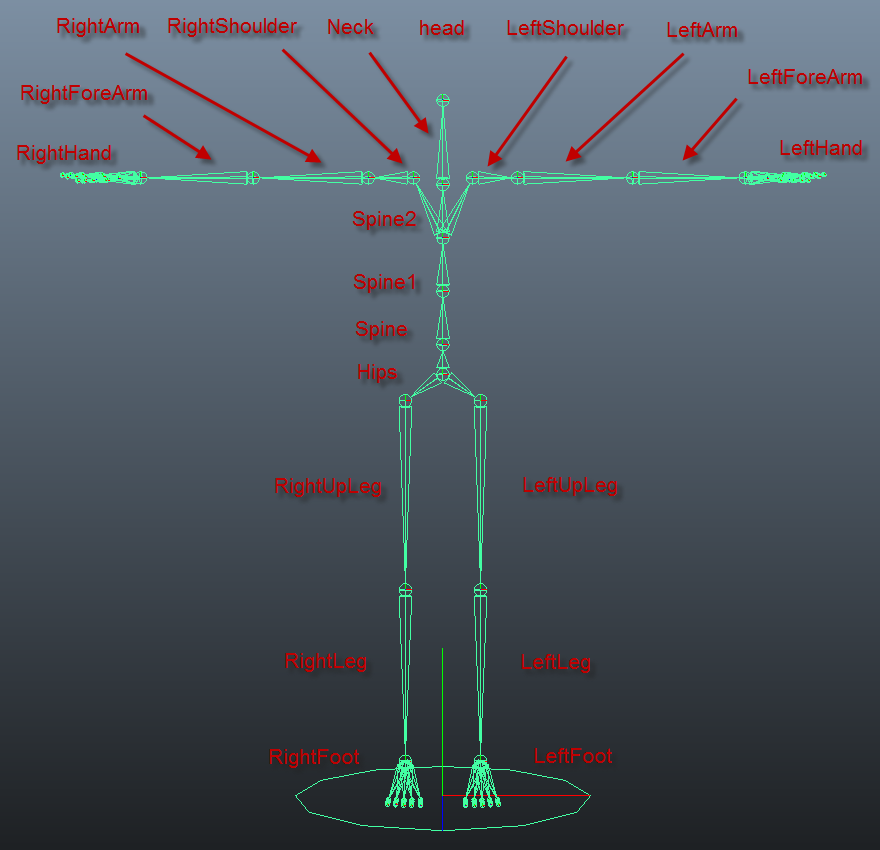 RightArm
RightShoulder
Neck
head
LeftShoulder
LeftArm
RightForeArm
LeftForeArm
RightHand
LeftHand
Spine2
Spine1
Spine
Hips
RightUpLeg
LeftUpLeg
RightLeg
LeftLeg
RightFoot
LeftFoot